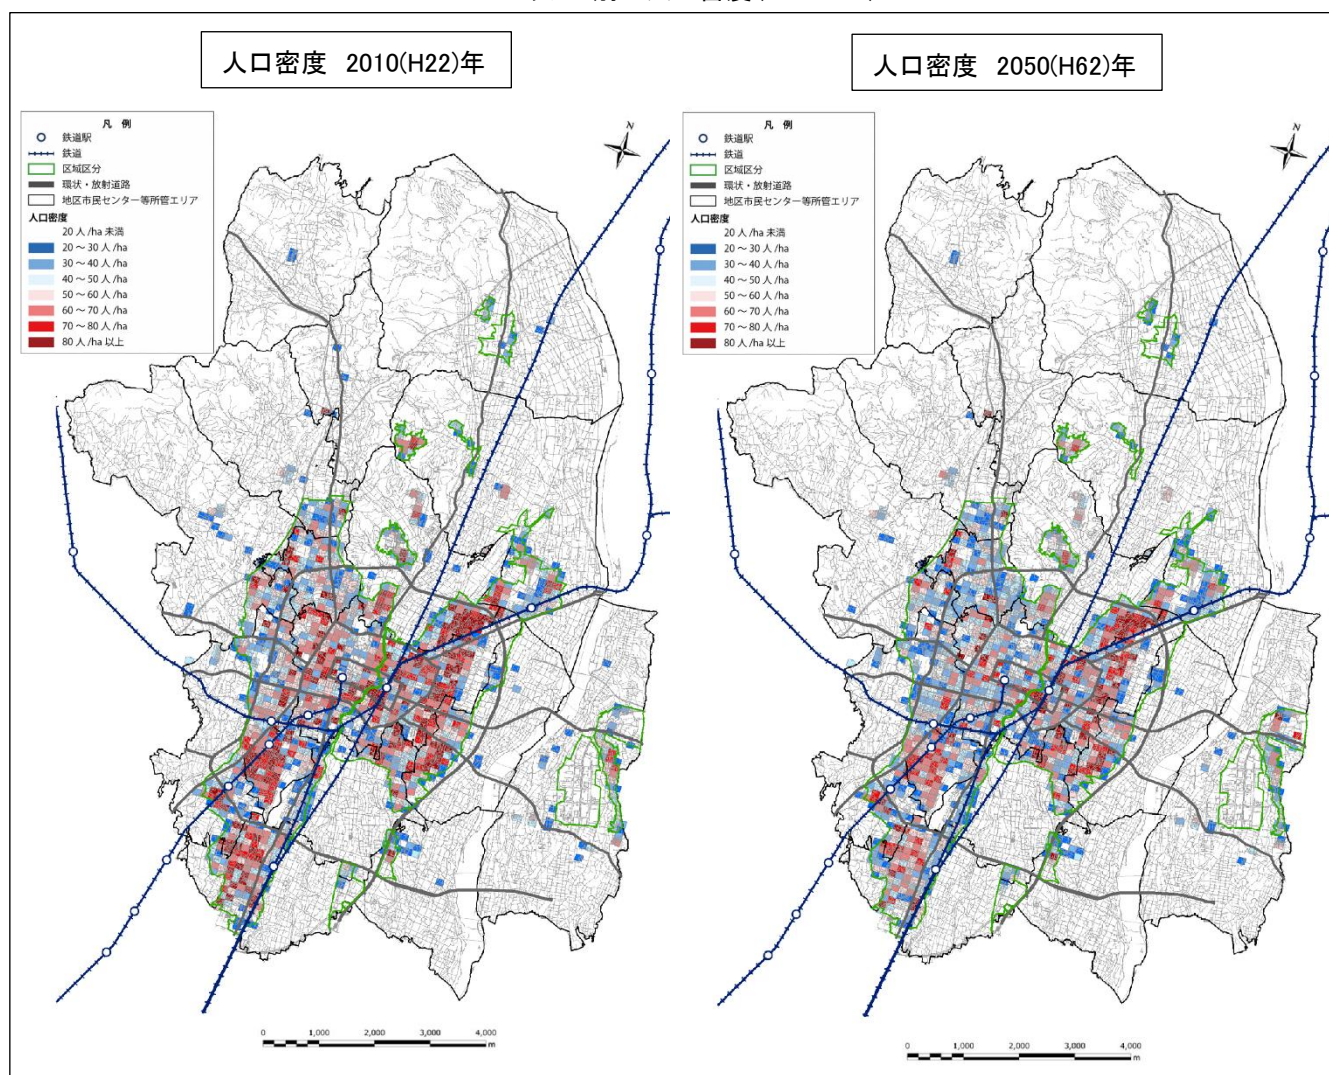 人口密度　2010(H22)年
凡　例
鉄道駅
鉄道
区域区分
環状・放射道路
地区市民センター等所管エリア
人口密度
20 人 /ha 未満
20 ～ 30 人 /ha
30 ～ 40 人 /ha
40 ～ 50 人 /ha
50 ～ 60 人 /ha
60 ～ 70 人 /ha
70 ～ 80 人 /ha
80 人 /ha 以上
N
0 1,000 2,000 3,000 4,000
m
人口密度　2050(H62)年
凡　例
鉄道駅
鉄道
区域区分
環状・放射道路
地区市民センター等所管エリア
人口密度
20 人 /ha 未満
20 ～ 30 人 /ha
30 ～ 40 人 /ha
40 ～ 50 人 /ha
50 ～ 60 人 /ha
60 ～ 70 人 /ha
70 ～ 80 人 /ha
80 人 /ha 以上
N
0 1,000 2,000 3,000 4,000
m